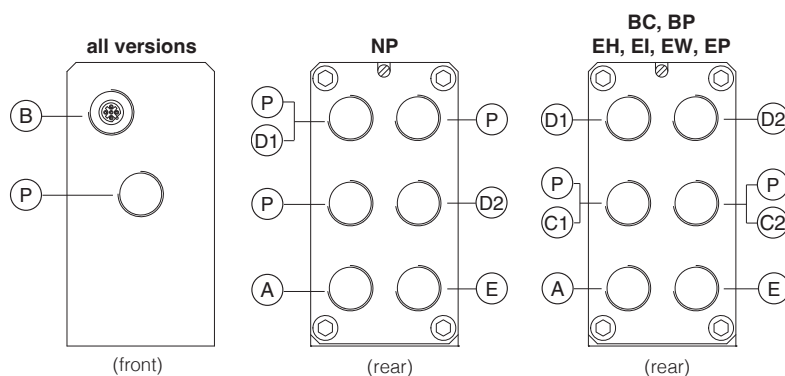 all versions
B
P
(front)
NP
P
D1
P
P
D2
A
E
(rear)
BC, BP
EH, EI, EW, EP
D1
D2
P
C1
P
C2
A
E
(rear)